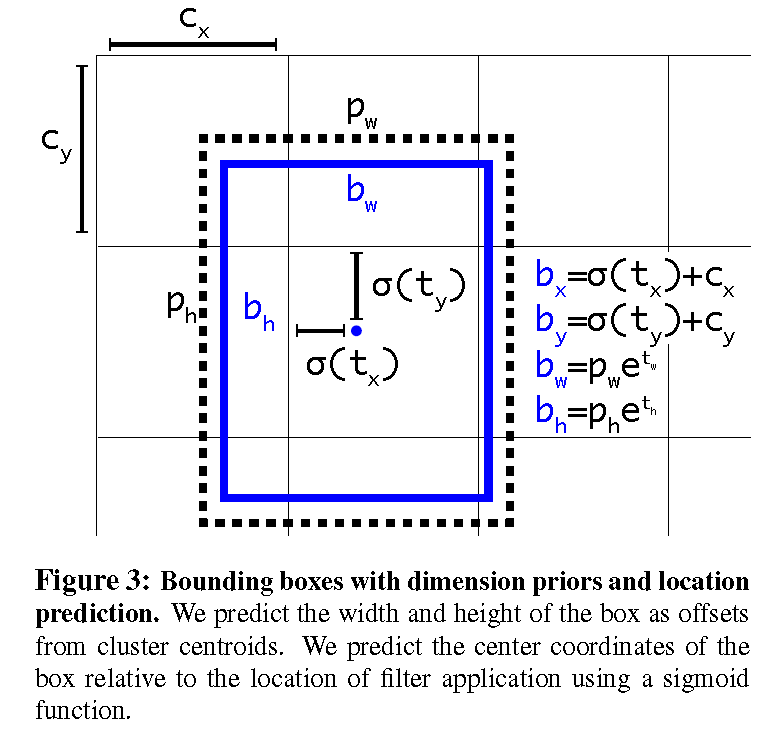 cx
cy
pw
bw
ph
bh
σ(ty)
σ(tx)
bx=σ(tx)+cx
by=σ(ty)+cy
bw=pwe^tw
bh=phe^th
Figure 3: Bounding boxes with dimension priors and location
prediction. We predict the width and height of the box as offsets
from cluster centroids. We predict the center coordinates of the
box relative to the location of filter application using a sigmoid
function.